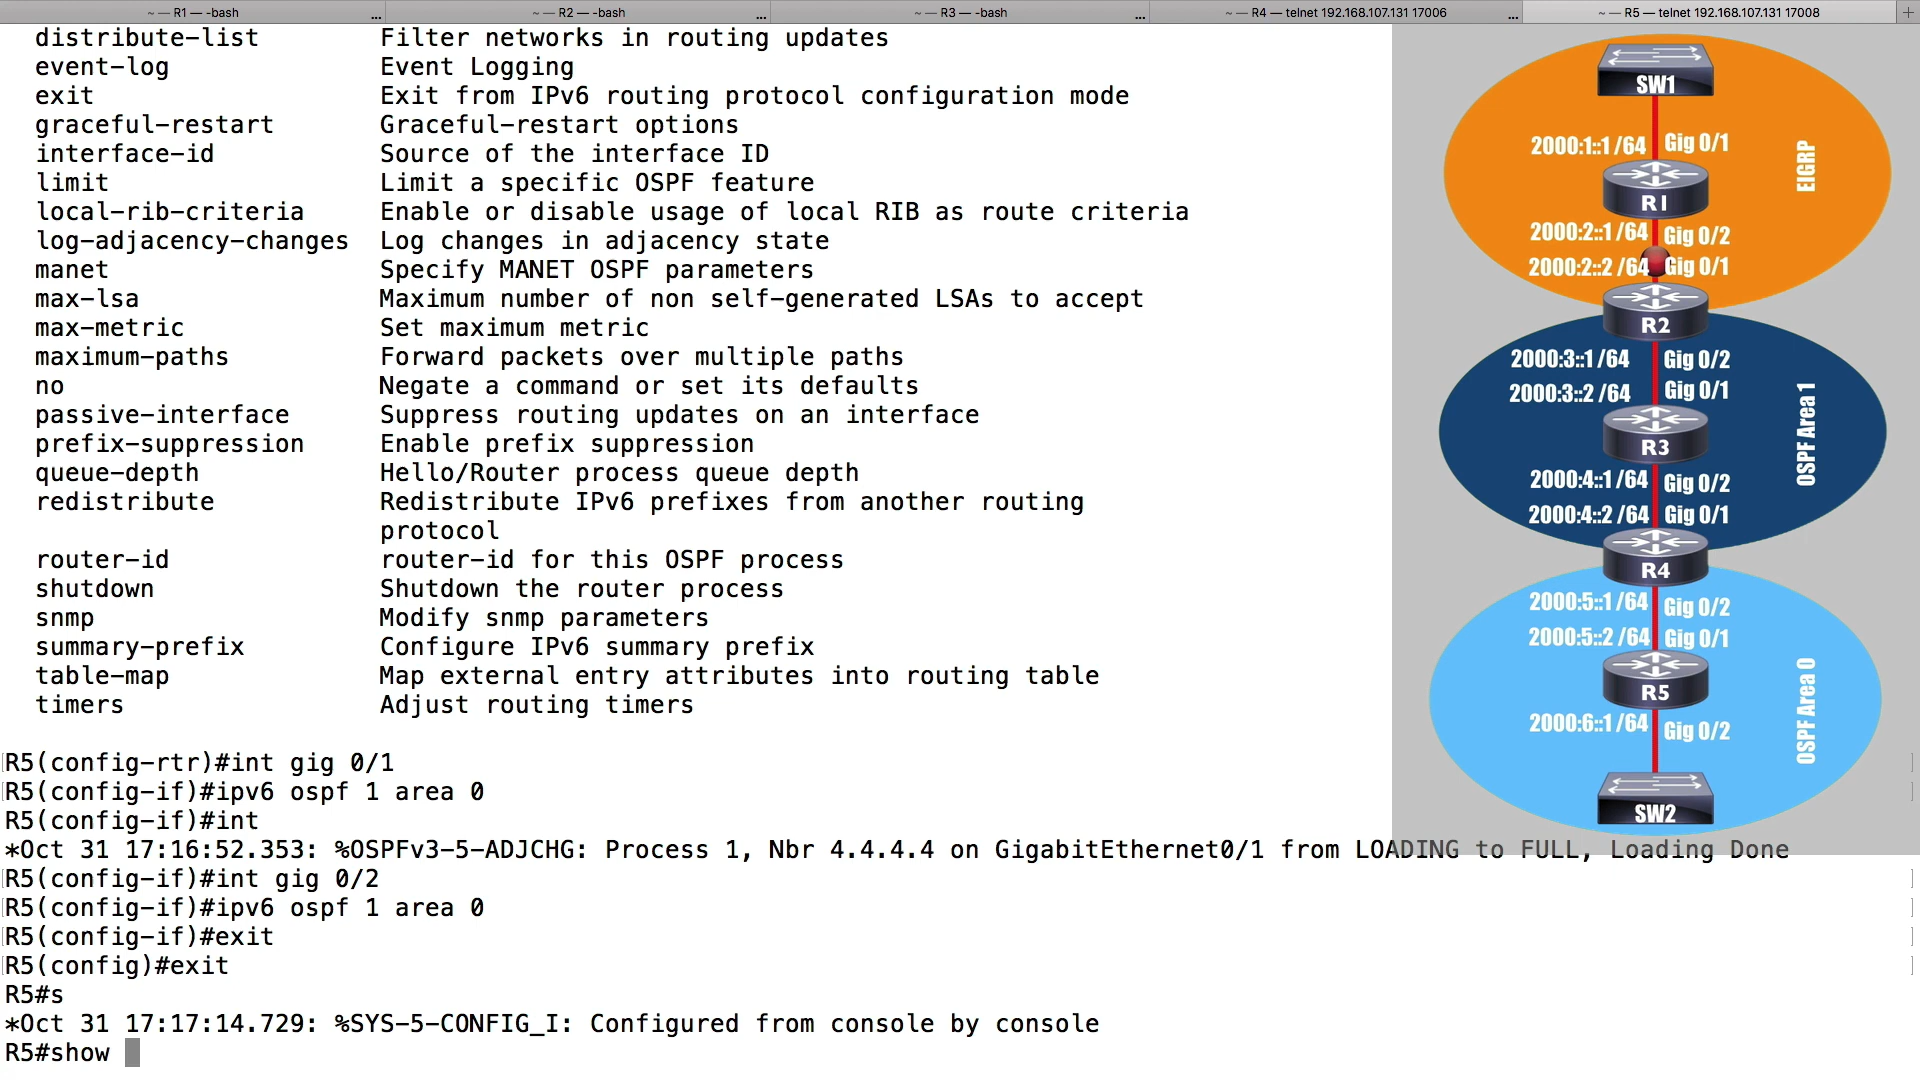 ~ — R1 — -bash ...
~ — R2 — -bash ...
~ — R3 — -bash ...
~ — R4 — telnet 192.168.107.131 17006 ...
~ — R5 — telnet 192.168.107.131 17008 +
distribute-list Filter networks in routing updates
event-log Event Logging
exit Exit from IPv6 routing protocol configuration mode
graceful-restart Graceful-restart options
interface-id Source of the interface ID
limit Limit a specific OSPF feature
local-rib-criteria Enable or disable usage of local RIB as route criteria
log-adjacency-changes Log changes in adjacency state
manet Specify MANET OSPF parameters
max-lsa Maximum number of non self-generated LSAs to accept
max-metric Set maximum metric
maximum-paths Forward packets over multiple paths
no Negate a command or set its defaults
passive-interface Suppress routing updates on an interface
prefix-suppression Enable prefix suppression
queue-depth Hello/Router process queue depth
redistribute Redistribute IPv6 prefixes from another routing
protocol
router-id router-id for this OSPF process
shutdown Shutdown the router process
snmp Modify snmp parameters
summary-prefix Configure IPv6 summary prefix
table-map Map external entry attributes into routing table
timers Adjust routing timers
R5(config-rtr)#int gig 0/1
R5(config-if)#ipv6 ospf 1 area 0
R5(config-if)#int
*Oct 31 17:16:52.353: %OSPFv3-5-ADJCHG: Process 1, Nbr 4.4.4.4 on GigabitEthernet0/1 from LOADING to FULL, Loading Done
R5(config-if)#int gig 0/2
R5(config-if)#ipv6 ospf 1 area 0
R5(config-if)#exit
R5(config)#exit
R5#s
*Oct 31 17:17:14.729: %SYS-5-CONFIG_I: Configured from console by console
R5#show
SW1
2000:1::1 /64 Gig 0/1
R1
2000:2::1 /64 Gig 0/2
2000:2::2 /64 Gig 0/1
EIGRP
R2
2000:3::1 /64 Gig 0/2
2000:3::2 /64 Gig 0/1
R3
2000:4::1 /64 Gig 0/2
2000:4::2 /64 Gig 0/1
OSPF Area 1
R4
2000:5::1 /64 Gig 0/2
2000:5::2 /64 Gig 0/1
R5
2000:6::1 /64 Gig 0/2
OSPF Area 0
SW2